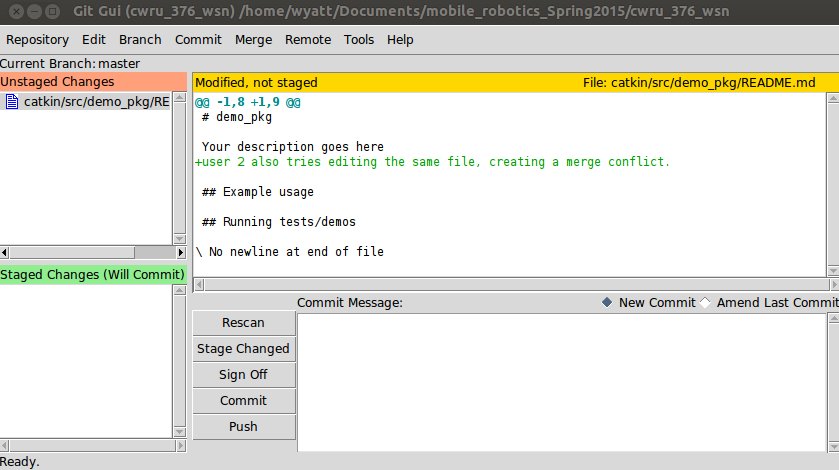 Git Gui (cwru_376_wsn) /home/wyatt/Documents/mobile_robotics_Spring2015/cwru_376_wsn
Repository Edit Branch Commit Merge Remote Tools Help
Current Branch: master
Unstaged Changes
catkin/src/demo_pkg/RE
Modified, not staged File: catkin/src/demo_pkg/README.md
@@ -1,8 +1,9 @@
# demo_pkg
Your description goes here
+user 2 also tries editing the same file, creating a merge conflict.
## Example usage
## Running tests/demos
\ No newline at end of file
Staged Changes (Will Commit)
Commit Message: New Commit Amend Last Commit
Rescan
Stage Changed
Sign Off
Commit
Push
Ready.